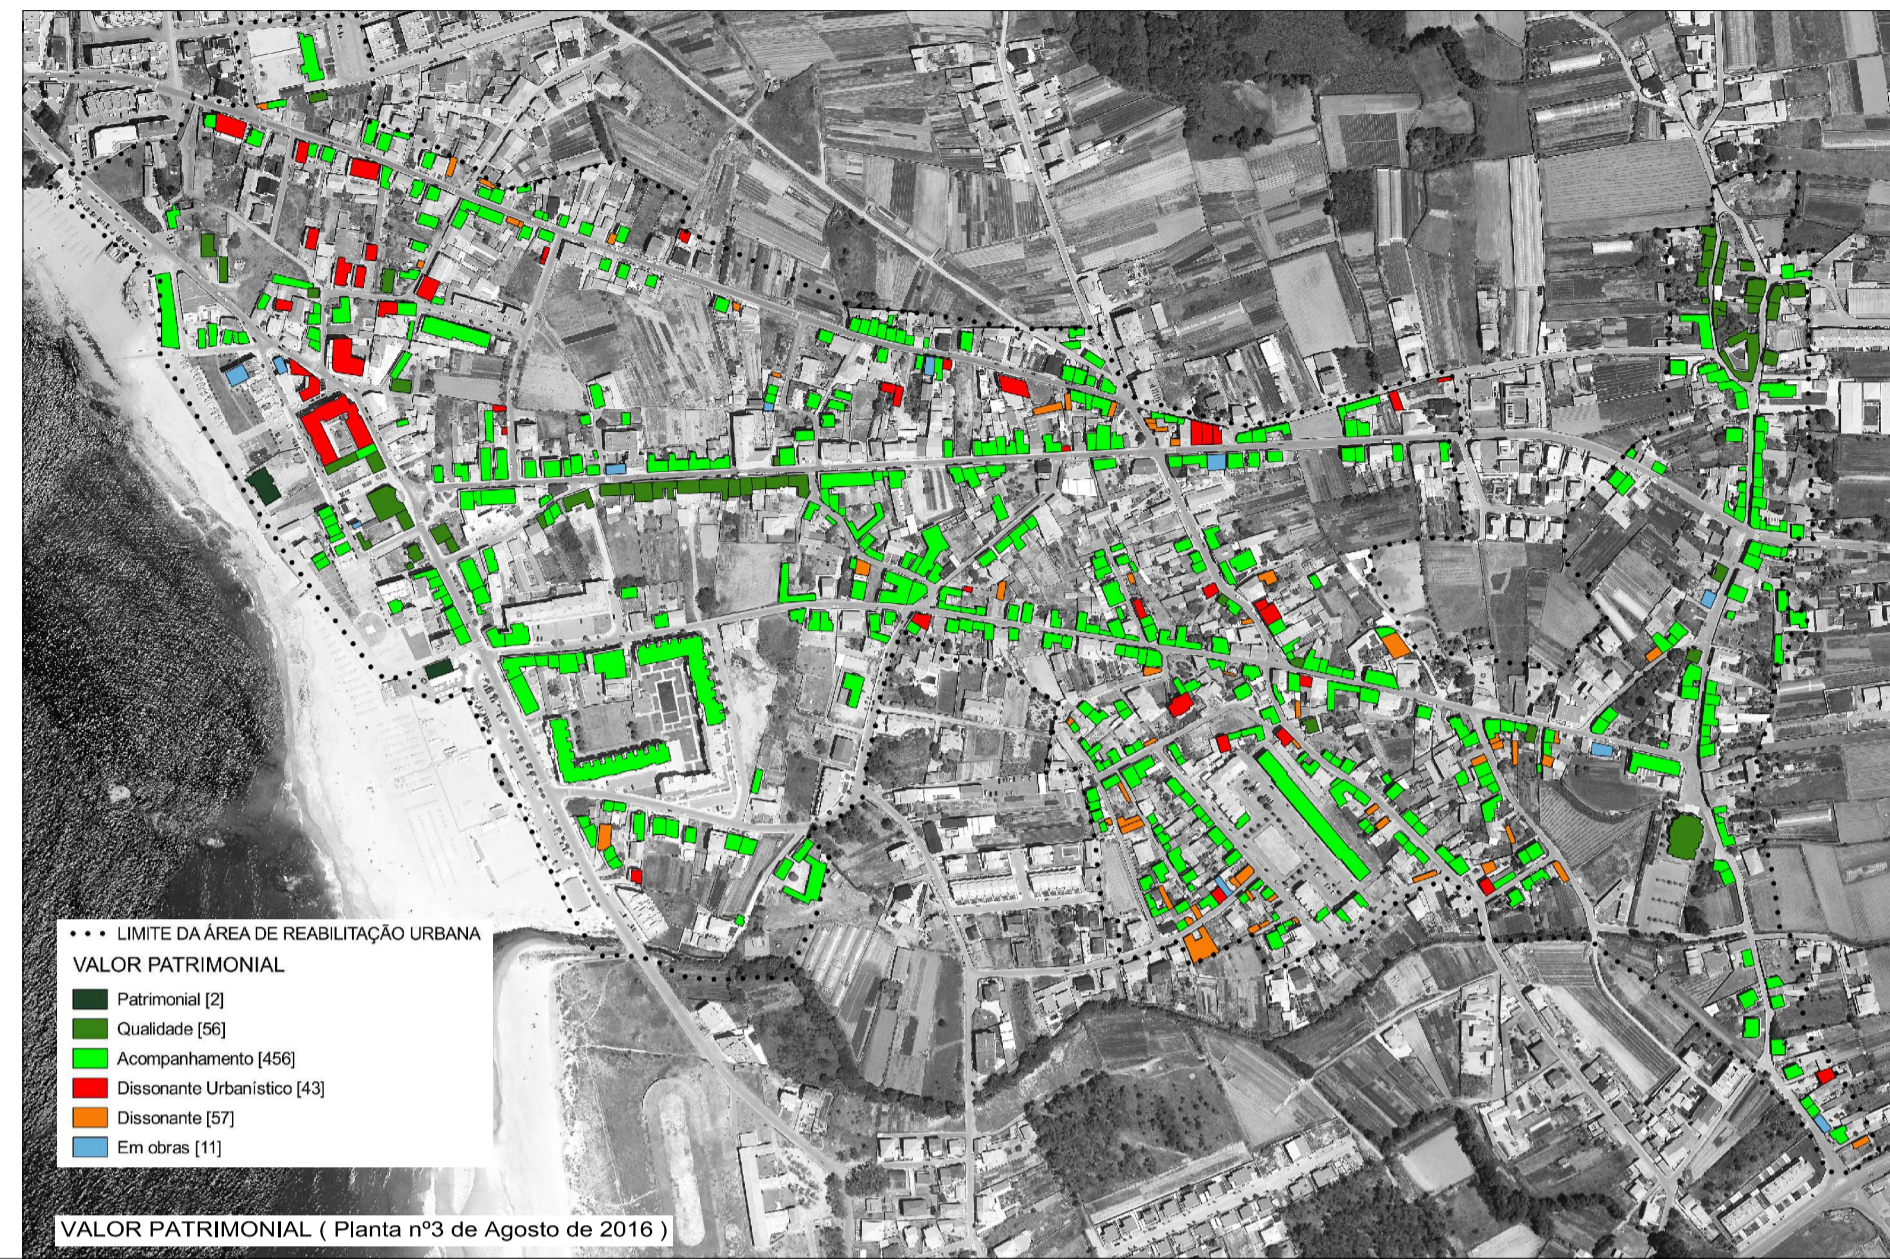 • • • LIMITE DA ÁREA DE REABILITAÇÃO URBANA
VALOR PATRIMONIAL
Patrimonial [2]
Qualidade [56]
Acompanhamento [456]
Dissonante Urbanístico [43]
Dissonante [57]
Em obras [11]
VALOR PATRIMONIAL ( Planta nº3 de Agosto de 2016 )